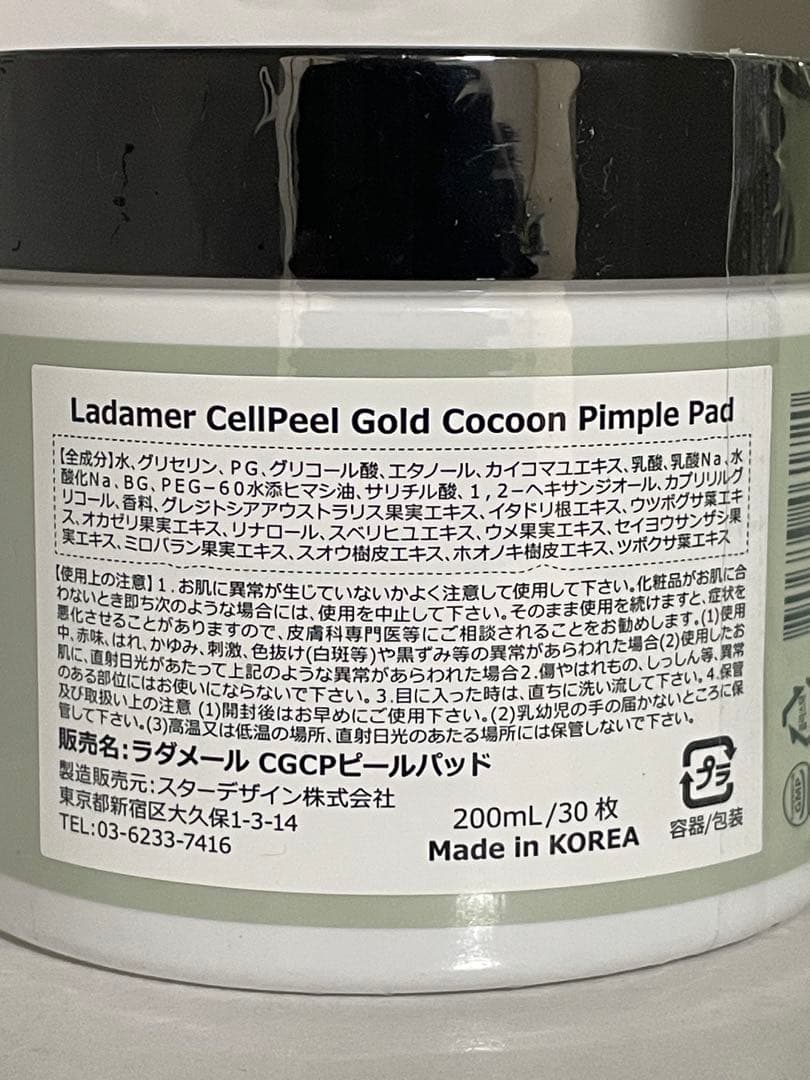 Ladamer CellPeel Gold Cocoon Pimple Pad
【全成分】水、グリセリン、PG、グリコール酸、エタノール、カイコマユエキス、乳酸、乳酸Na、水
酸化Na、BG、PEG-60水添ヒマシ油、サリチル酸、1,2-ヘキサンジオール、カプリリルグ
リコール、香料、グレジトシアアウストラリス果実エキス、イタドリ根エキス、ウツボグサ葉エキ
ス、オカゼリ果実エキス、リナロール、スベリヒユエキス、ウメ果実エキス、セイヨウサンザシ果
実エキス、ミロバラン果実エキス、スオウ樹皮エキス、ホオノキ樹皮エキス、ツボクサ葉エキス
【使用上の注意】1.お肌に異常が生じていないかよく注意して使用して下さい。化粧品がお肌に合
わないとき即ち次のような場合には、使用を中止して下さい。そのまま使用を続けますと、症状を
悪化させることがありますので、皮膚科専門医等にご相談されることをお勧めします。(1)使用
中、赤味、はれ、かゆみ、刺激、色抜け(白斑等)や黒ずみ等の異常があらわれた場合(2)使用したお
肌に、直射日光があたって上記のような異常があらわれた場合2.傷やはれもの、しっしん等、異常
のある部位にはお使いにならないで下さい。3.目に入った時は、直ちに洗い流して下さい。4.保管
及び取扱い上の注意 (1)開封後はお早めにご使用下さい。(2)乳幼児の手の届かないところに保
管して下さい。(3)高温又は低温の場所、直射日光のあたる場所には保管しないで下さい。
販売名:ラダメール CGCPピールパッド
製造販売元:スターデザイン株式会社
東京都新宿区大久保1-3-14
TEL:03-6233-7416
200mL/30枚
Made in KOREA
プラ
容器/包装
GMP